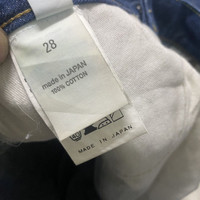 28
made in JAPAN
100% COTTON
MADE IN JAPAN